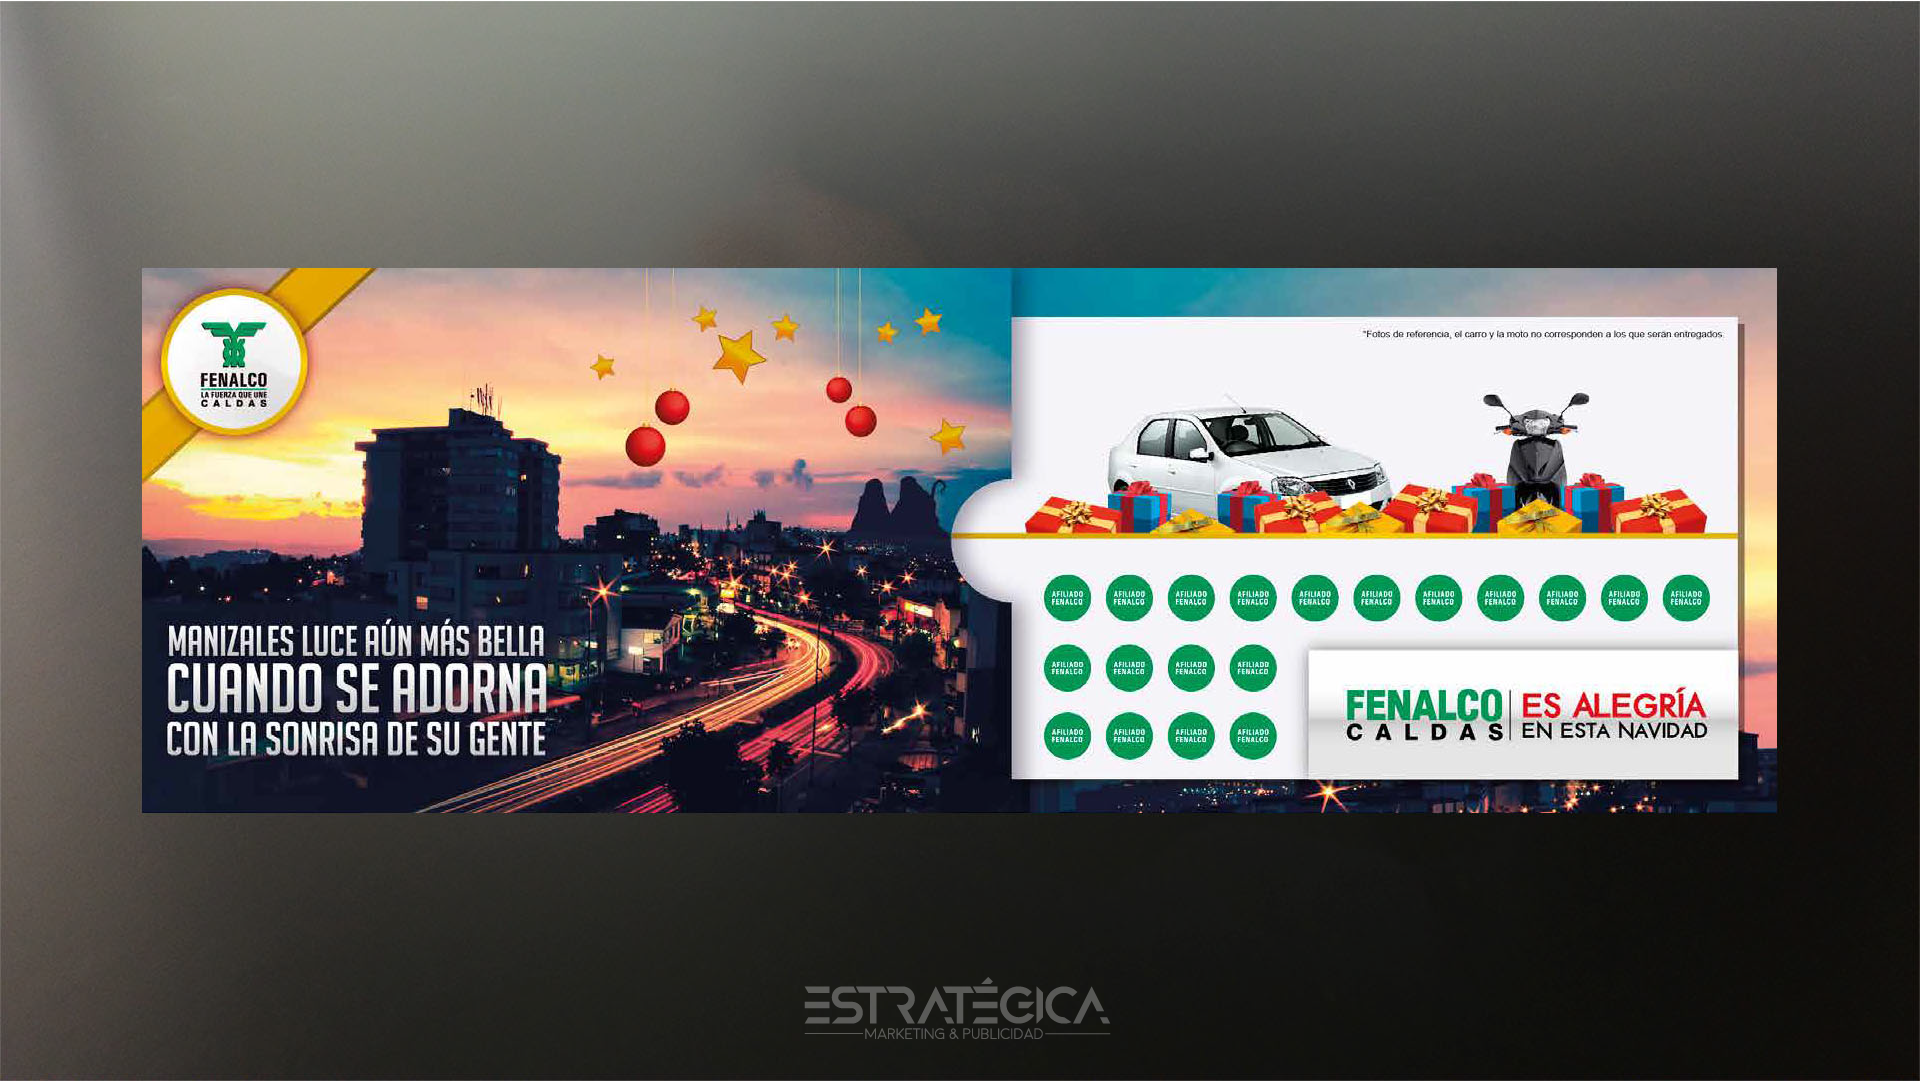 FENALCO
LA FUERZA QUE UNE
CALDAS
MANIZALES LUCE AÚN MÁS BELLA
CUANDO SE ADORNA
CON LA SONRISA DE SU GENTE
*Fotos de referencia, el carro y la moto no corresponden a los que serán entregados
AFILIADO FENALCO AFILIADO FENALCO AFILIADO FENALCO AFILIADO FENALCO AFILIADO FENALCO AFILIADO FENALCO AFILIADO FENALCO AFILIADO FENALCO AFILIADO FENALCO AFILIADO FENALCO AFILIADO FENALCO
AFILIADO FENALCO AFILIADO FENALCO AFILIADO FENALCO AFILIADO FENALCO
AFILIADO FENALCO AFILIADO FENALCO AFILIADO FENALCO AFILIADO FENALCO
FENALCO ES ALEGRÍA
CALDAS EN ESTA NAVIDAD
ESTRATÉGICA
MARKETING & PUBLICIDAD